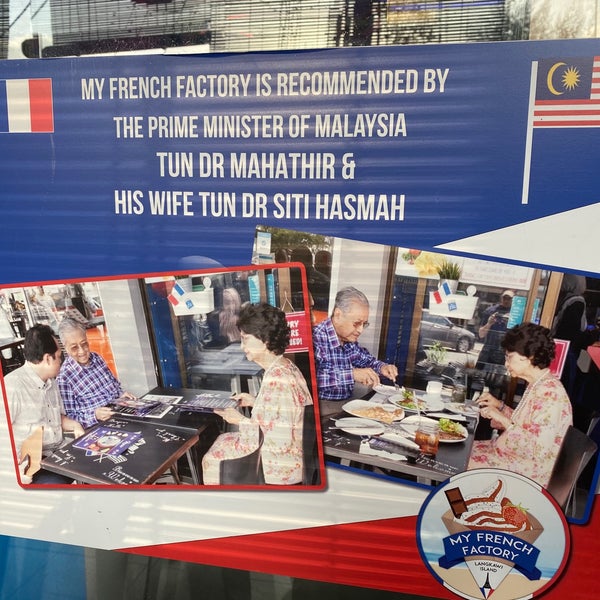 MY FRENCH FACTORY IS RECOMMENDED BY
THE PRIME MINISTER OF MALAYSIA
TUN DR MAHATHIR &
HIS WIFE TUN DR SITI HASMAH
MY FRENCH
FACTORY
LANGKAWI
ISLAND